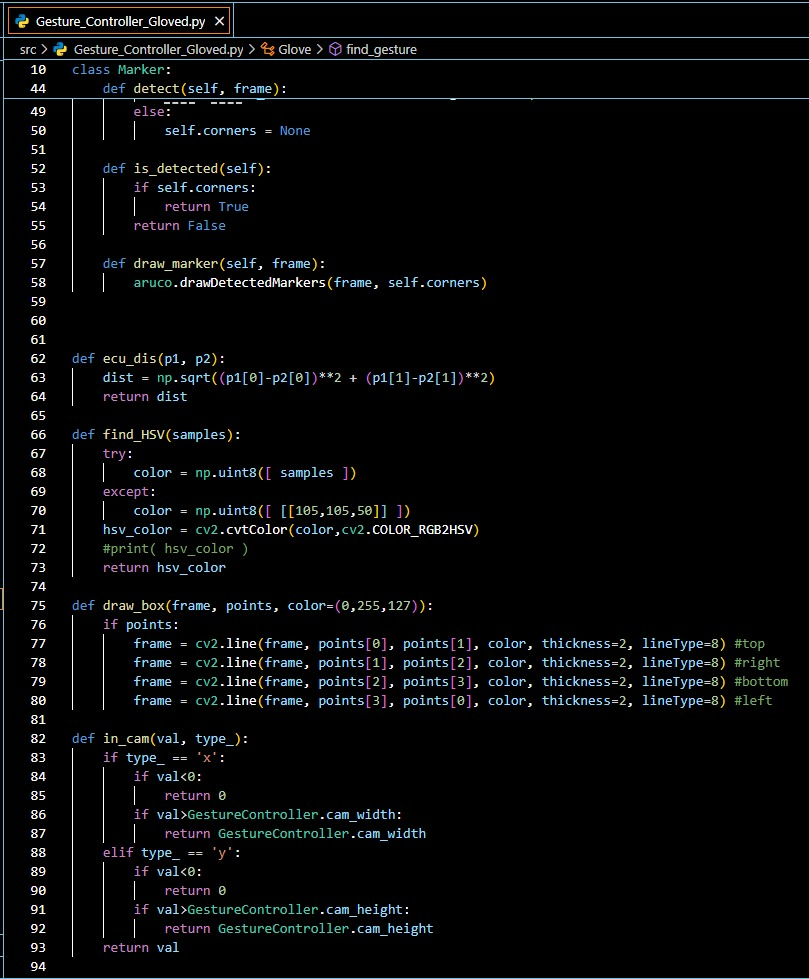 Gesture_Controller_Gloved.py ×
src > Gesture_Controller_Gloved.py > Glove > find_gesture
10 class Marker:
44     def detect(self, frame):
49         else:
50             self.corners = None
51
52     def is_detected(self):
53         if self.corners:
54             return True
55         return False
56
57     def draw_marker(self, frame):
58         aruco.drawDetectedMarkers(frame, self.corners)
59
60
61
62 def ecu_dis(p1, p2):
63     dist = np.sqrt((p1[0]-p2[0])**2 + (p1[1]-p2[1])**2)
64     return dist
65
66 def find_HSV(samples):
67     try:
68         color = np.uint8([ samples ])
69     except:
70         color = np.uint8([ [[105,105,50]] ])
71     hsv_color = cv2.cvtColor(color,cv2.COLOR_RGB2HSV)
72     #print( hsv_color )
73     return hsv_color
74
75 def draw_box(frame, points, color=(0,255,127)):
76     if points:
77         frame = cv2.line(frame, points[0], points[1], color, thickness=2, lineType=8) #top
78         frame = cv2.line(frame, points[1], points[2], color, thickness=2, lineType=8) #right
79         frame = cv2.line(frame, points[2], points[3], color, thickness=2, lineType=8) #bottom
80         frame = cv2.line(frame, points[3], points[0], color, thickness=2, lineType=8) #left
81
82 def in_cam(val, type_):
83     if type_ == 'x':
84         if val<0:
85             return 0
86         if val>GestureController.cam_width:
87             return GestureController.cam_width
88     elif type_ == 'y':
89         if val<0:
90             return 0
91         if val>GestureController.cam_height:
92             return GestureController.cam_height
93     return val
94